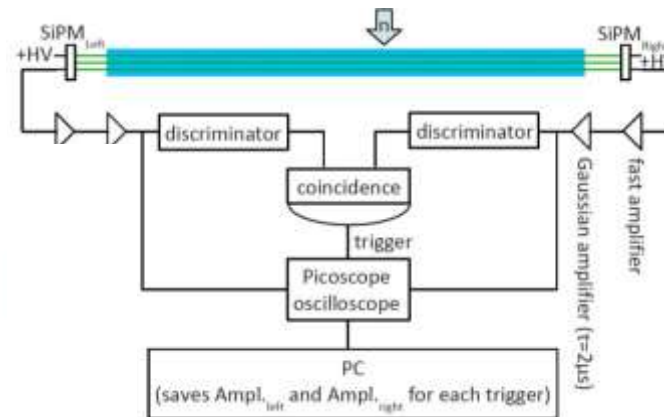 SiPM Left
n
SiPM Right
+HV
+H
discriminator
discriminator
coincidence
trigger
Picoscope
oscilloscope
Gaussian amplifier (τ=2μs)
fast amplifier
PC
(saves Ampl.left and Ampl.right for each trigger)